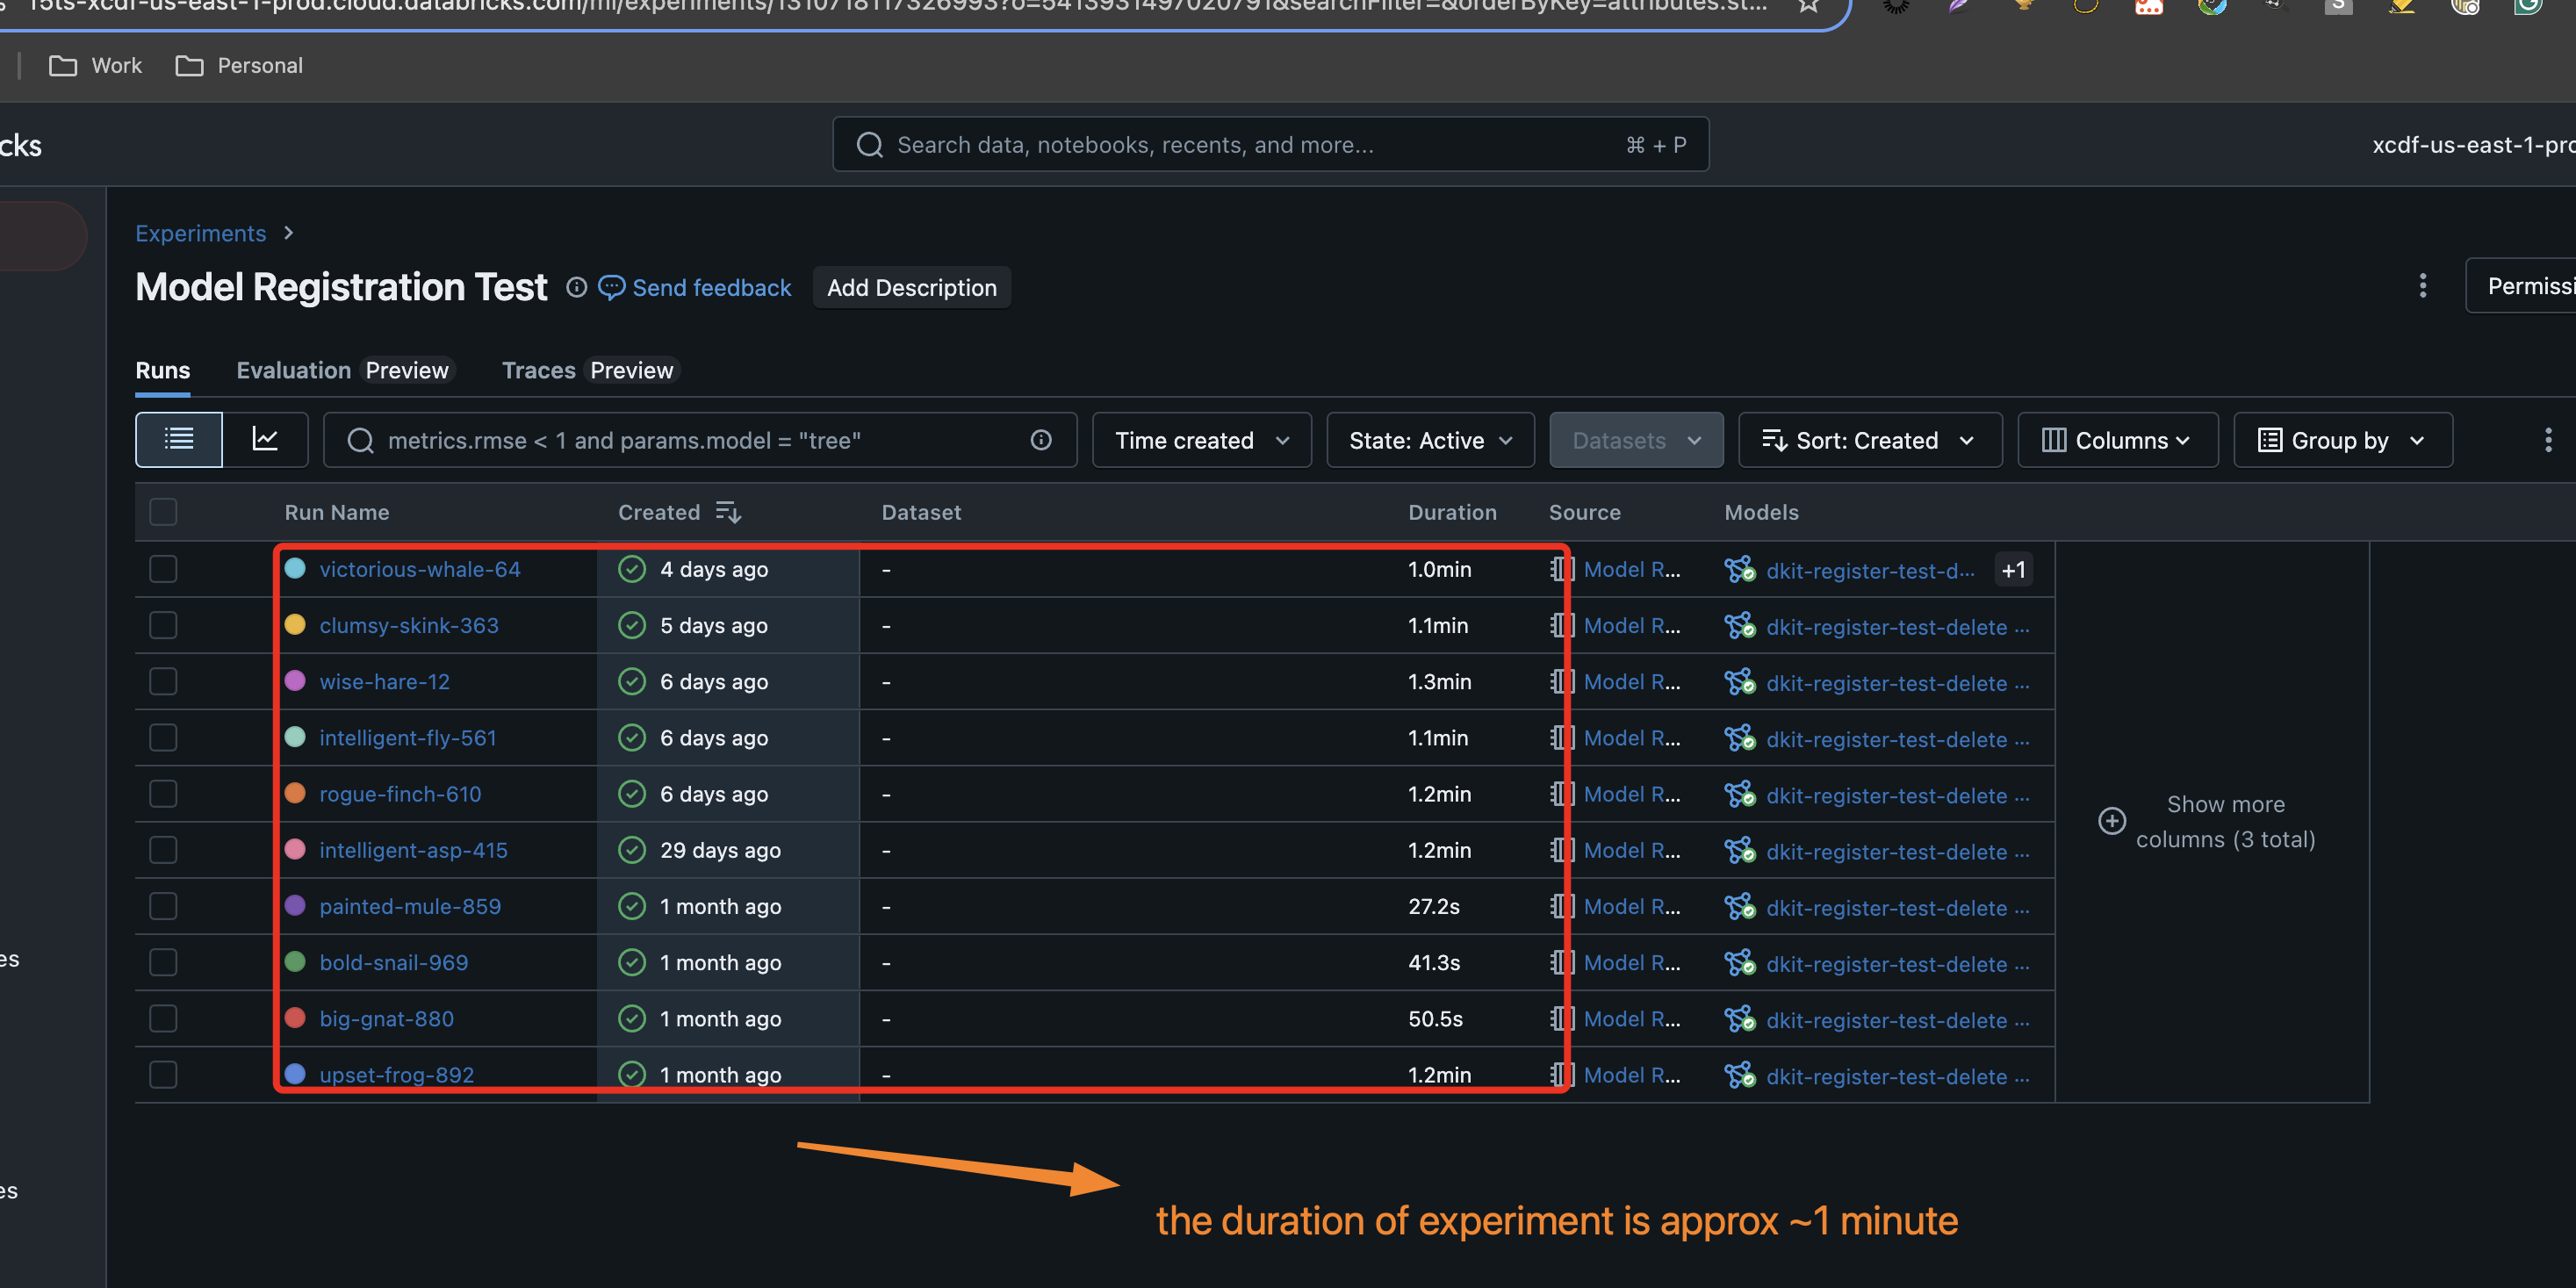 15ts-xcdf-us-east-1-prod.cloud.databricks.com/ml/experiments/1310718117326993?o=5413931497020791&searchFilter=&orderByKey=attributes.st...
Work Personal
cks
Search data, notebooks, recents, and more... ⌘ + P
xcdf-us-east-1-pro
Experiments >
Model Registration Test Send feedback Add Description
Permissi
Runs Evaluation Preview Traces Preview
metrics.rmse < 1 and params.model = "tree" Time created State: Active Datasets Sort: Created Columns Group by
Run Name Created Dataset Duration Source Models
victorious-whale-64 4 days ago - 1.0min Model R... dkit-register-test-d... +1
clumsy-skink-363 5 days ago - 1.1min Model R... dkit-register-test-delete ...
wise-hare-12 6 days ago - 1.3min Model R... dkit-register-test-delete ...
intelligent-fly-561 6 days ago - 1.1min Model R... dkit-register-test-delete ...
rogue-finch-610 6 days ago - 1.2min Model R... dkit-register-test-delete ...
intelligent-asp-415 29 days ago - 1.2min Model R... dkit-register-test-delete ...
painted-mule-859 1 month ago - 27.2s Model R... dkit-register-test-delete ...
bold-snail-969 1 month ago - 41.3s Model R... dkit-register-test-delete ...
big-gnat-880 1 month ago - 50.5s Model R... dkit-register-test-delete ...
upset-frog-892 1 month ago - 1.2min Model R... dkit-register-test-delete ...
Show more
columns (3 total)
es
es
the duration of experiment is approx ~1 minute